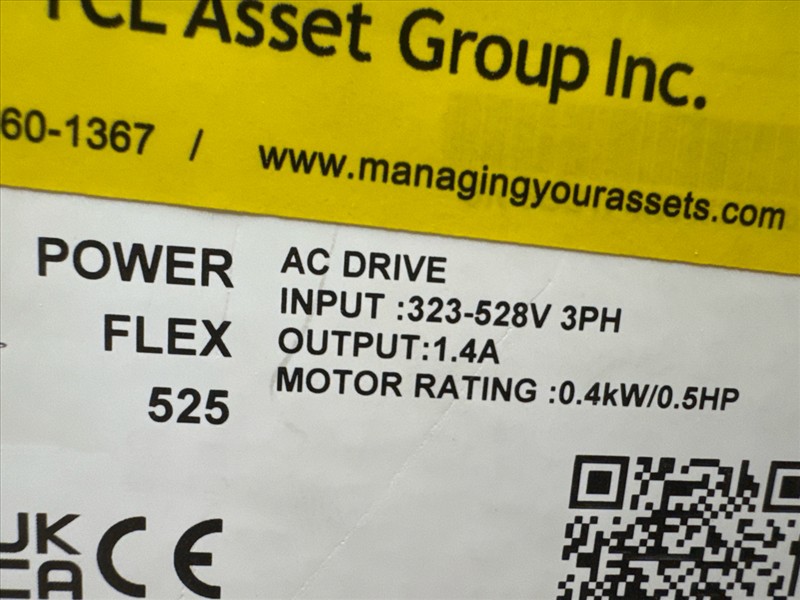 TCL Asset Group Inc.
60-1367 / www.managingyourassets.com
POWER
FLEX
525
AC DRIVE
INPUT :323-528V 3PH
OUTPUT:1.4A
MOTOR RATING :0.4kW/0.5HP
UK
CA
CE